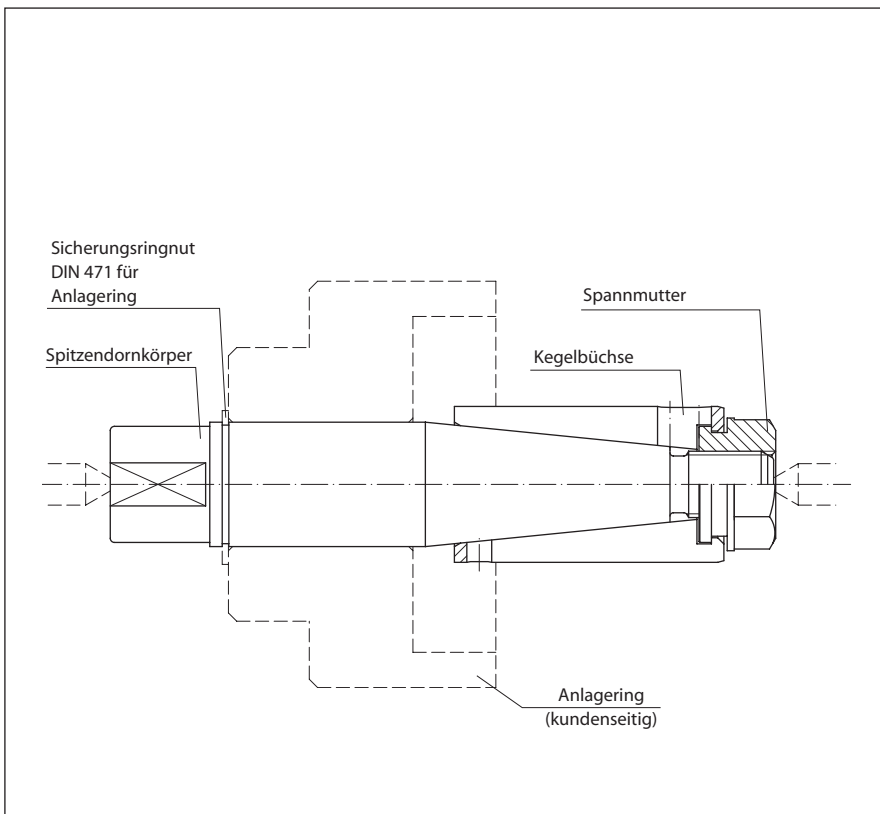 Sicherungsringnut
DIN 471 für
Anlagering
Spitzendornkörper
Spannmutter
Kegelbüchse
Anlagering
(kundenseitig)